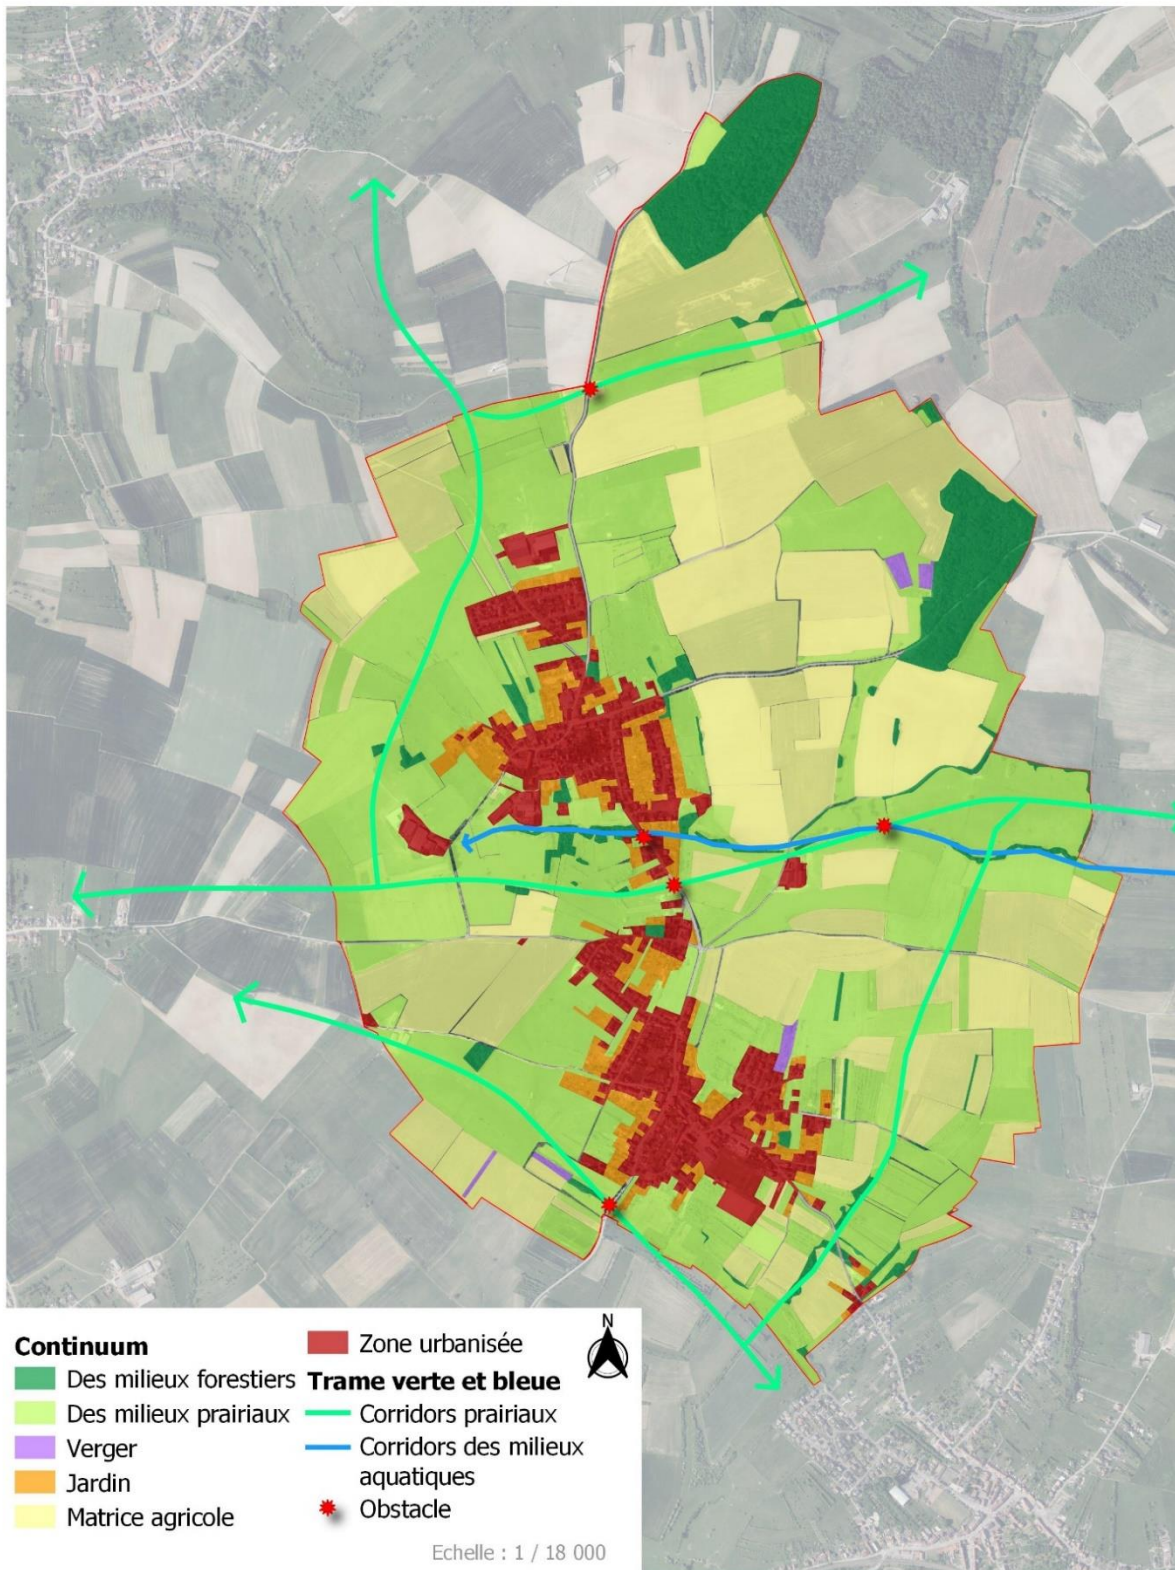 N
Continuum
Des milieux forestiers
Des milieux prairiaux
Verger
Jardin
Matrice agricole
Zone urbanisée
Trame verte et bleue
Corridors prairiaux
Corridors des milieux
aquatiques
Obstacle
Echelle : 1 / 18 000